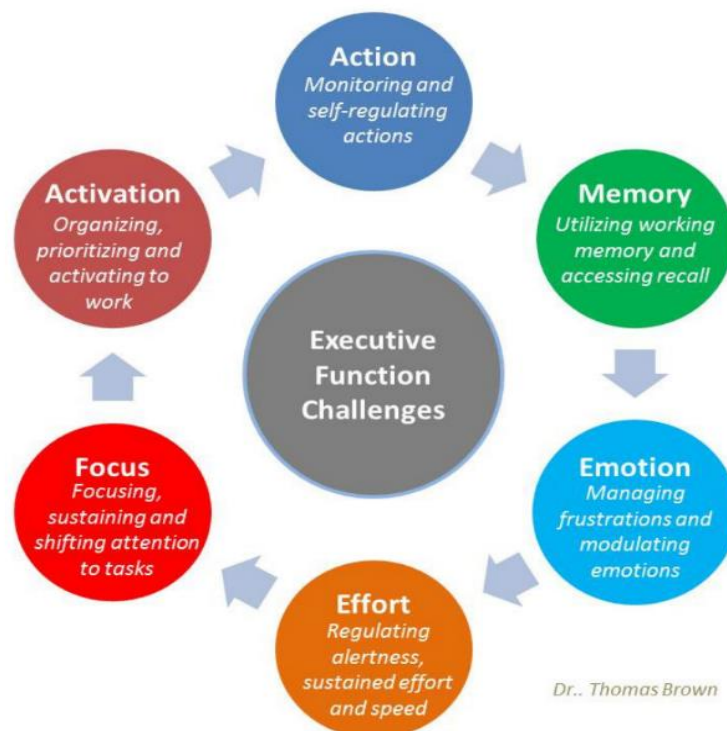 Action
Monitoring and
self-regulating
actions
Memory
Utilizing working
memory and
accessing recall
Emotion
Managing
frustrations and
modulating
emotions
Effort
Regulating
alertness,
sustained effort
and speed
Focus
Focusing,
sustaining and
shifting attention
to tasks
Activation
Organizing,
prioritizing and
activating to
work
Executive
Function
Challenges
Dr.. Thomas Brown